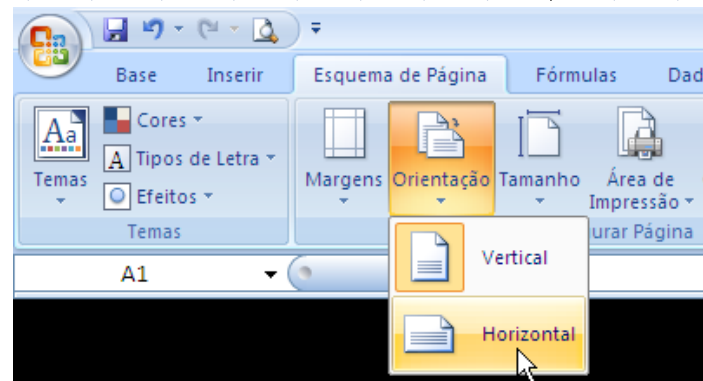 Base Inserir Esquema de Página Fórmulas Dad
Cores
Tipos de Letra
Efeitos
Temas
Margens Orientação Tamanho Área de Impressão
Temas
urar Página
A1
Vertical
Horizontal